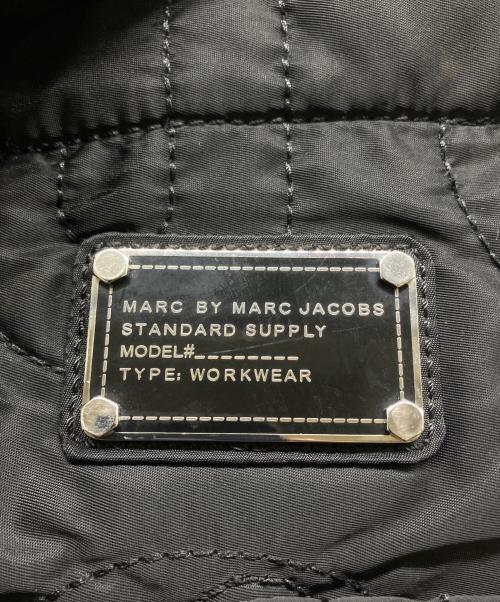 MARC BY MARC JACOBS
STANDARD SUPPLY
MODEL#________
TYPE: WORKWEAR